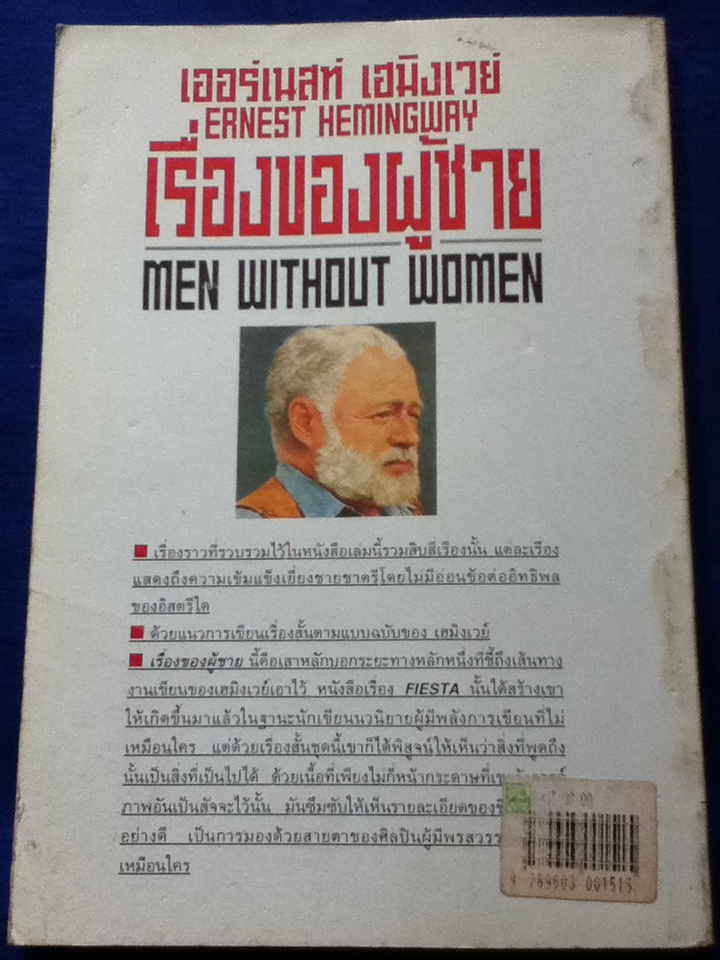 เออร์เนสท์ เฮมิงเวย์
ERNEST HEMINGWAY
เรื่องของผู้ชาย
MEN WITHOUT WOMEN
เรื่องราวที่รวบรวมไว้ในหนังสือเล่มนี้รวมสิบสี่เรื่องนั้น แต่ละเรื่อง
แสดงถึงความเข้มแข็งเยี่ยงชายชาตรีโดยไม่มีอ่อนข้อต่ออิทธิพล
ของอิสตรีใด
ด้วยแนวการเขียนเรื่องสั้นตามแบบฉบับของ เฮมิงเวย์
เรื่องของผู้ชาย นี้คือเสาหลักบอกระยะทางหลักหนึ่งที่ชี้ถึงเส้นทาง
งานเขียนของเฮมิงเวย์เอาไว้ หนังสือเรื่อง FIESTA นั้นได้สร้างเขา
ให้เกิดขึ้นมาแล้วในฐานะนักเขียนนวนิยายผู้มีพลังการเขียนที่ไม่
เหมือนใคร แต่ด้วยเรื่องสั้นชุดนี้เขาก็ได้พิสูจน์ให้เห็นว่าสิ่งที่พูดถึง
นั้นเป็นสิ่งที่เป็นไปได้ ด้วยเนื้อที่เพียงไม่กี่หน้ากระดาษที่
ภาพอันเป็นสัจจะไว้นั้น มันซึมซับให้เห็นรายละเอียดของ
อย่างดี เป็นการมองด้วยสายตาของศิลปินผู้มีพรสวรร
เหมือนใคร
9 789603 001515